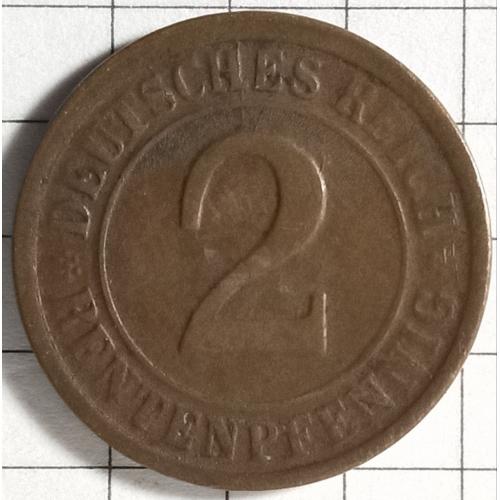 DEUTSCHES REICH
2
RENTENPFENNIG